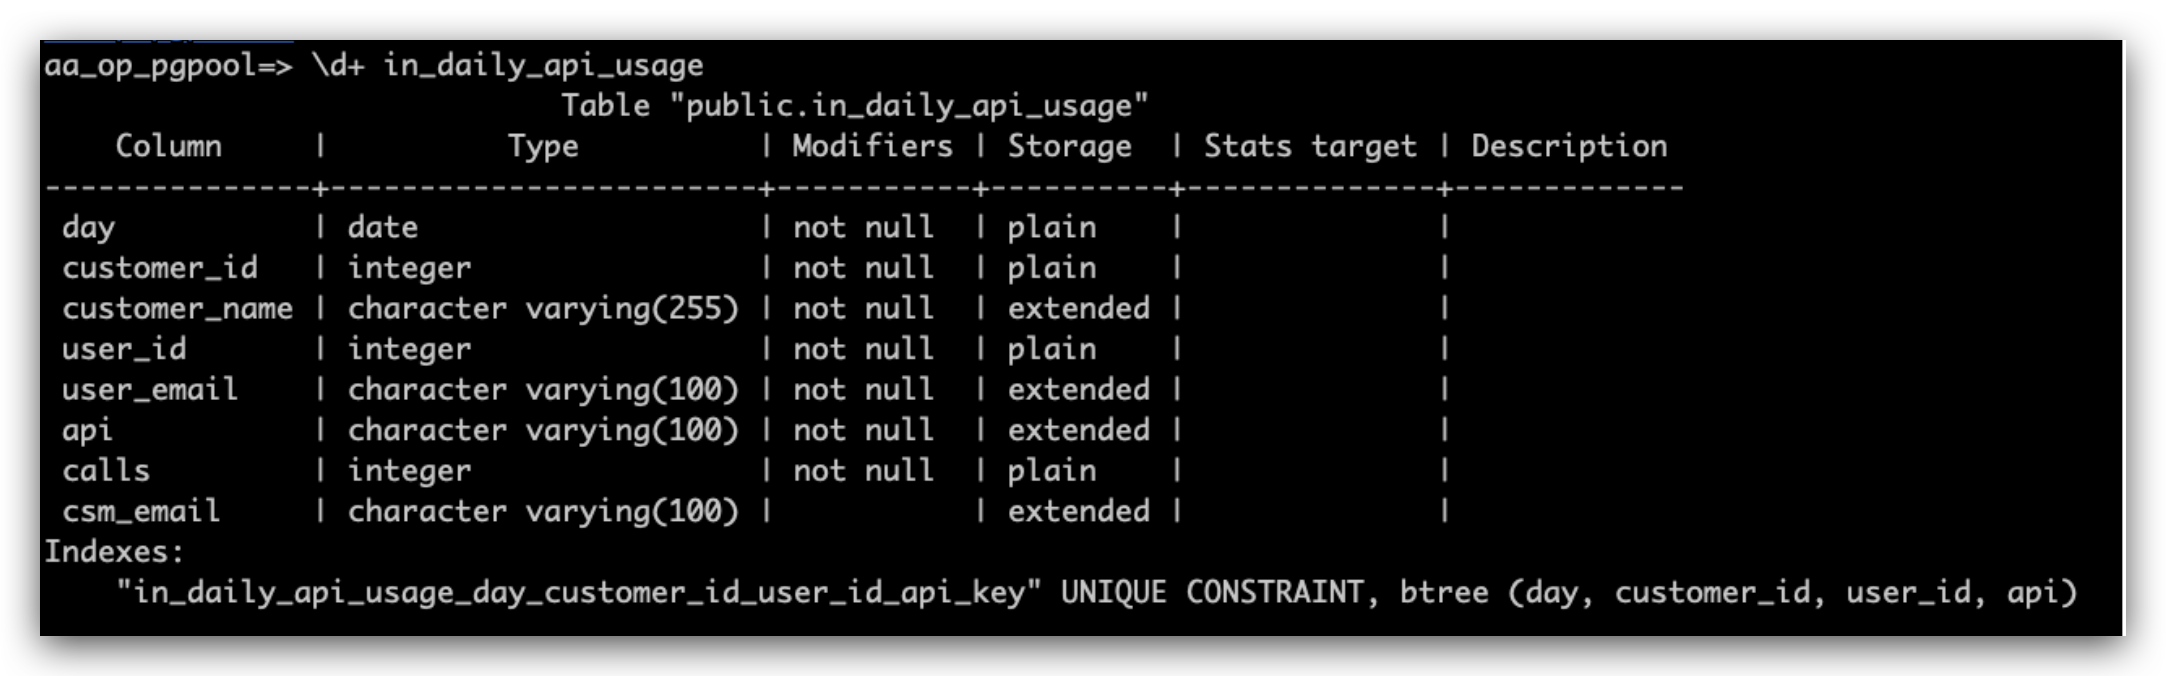 aa_op_pgpool=> \d+ in_daily_api_usage
                             Table "public.in_daily_api_usage"
    Column     |          Type          | Modifiers | Storage  | Stats target | Description
---------------+------------------------+-----------+----------+--------------+-------------
 day           | date                   | not null  | plain    |              |
 customer_id   | integer                | not null  | plain    |              |
 customer_name | character varying(255) | not null  | extended |              |
 user_id       | integer                | not null  | plain    |              |
 user_email    | character varying(100) | not null  | extended |              |
 api           | character varying(100) | not null  | extended |              |
 calls         | integer                | not null  | plain    |              |
 csm_email     | character varying(100) |           | extended |              |
Indexes:
    "in_daily_api_usage_day_customer_id_user_id_api_key" UNIQUE CONSTRAINT, btree (day, customer_id, user_id, api)